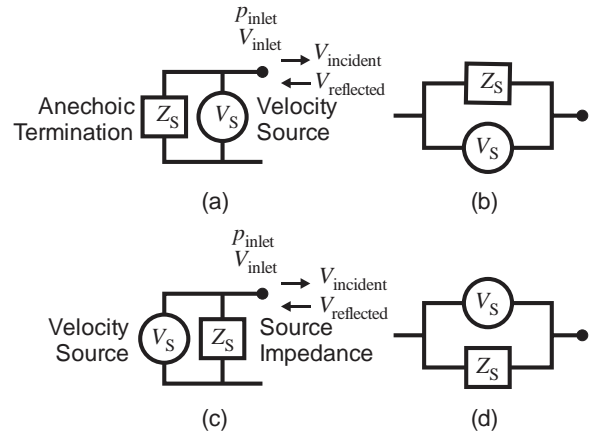 p_inlet
V_inlet
V_incident
V_reflected
Anechoic
Termination
Z_S
V_S
Velocity
Source
Z_S
V_S
(a)
(b)
p_inlet
V_inlet
V_incident
V_reflected
Velocity
Source
V_S
Z_S
Source
Impedance
V_S
Z_S
(c)
(d)